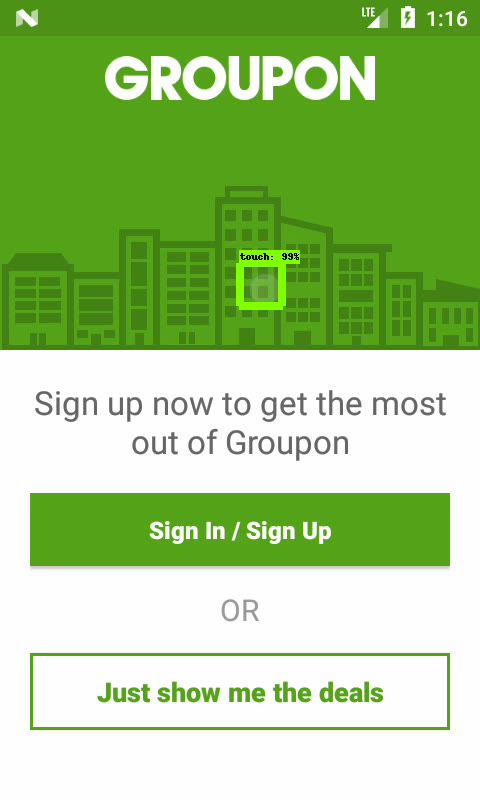 LTE
1:16
GROUPON
touch: 99%
Sign up now to get the most
out of Groupon
Sign In / Sign Up
OR
Just show me the deals